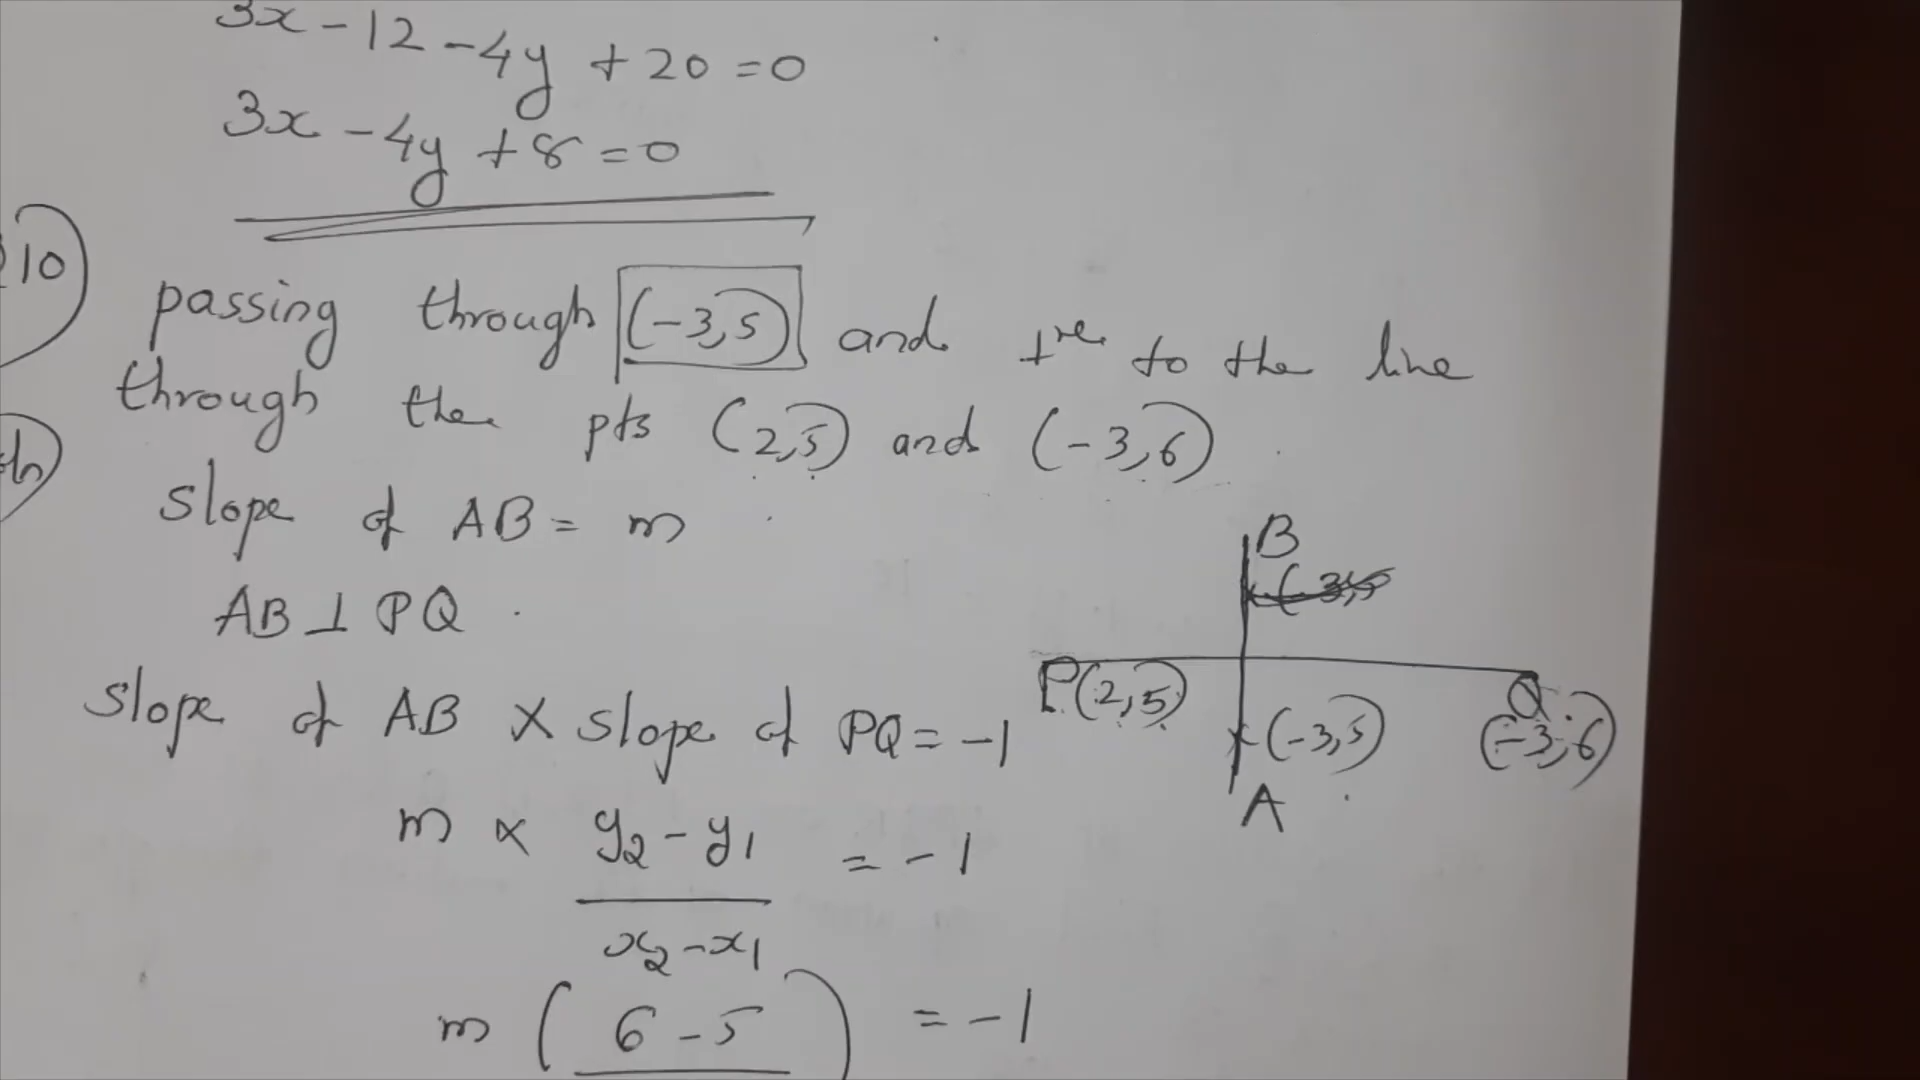 3x - 12 - 4y + 20 = 0
3x - 4y + 8 = 0
10
passing through (-3,5) and ⊥re to the line
through the pts (2,5) and (-3,6)
Slope of AB = m
AB ⊥ PQ
Slope of AB × slope of PQ = -1
m × y2 - y1 = -1
x2 - x1
m ( 6 - 5 ) = -1
B
P(2,5)
Q
(-3,5)
(-3,6)
A